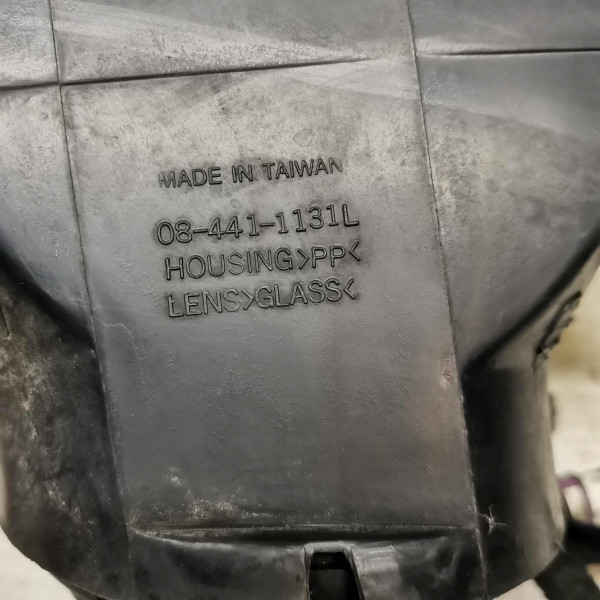 MADE IN TAIWAN
08-441-1131L
HOUSING>PP<
LENS>GLASS<